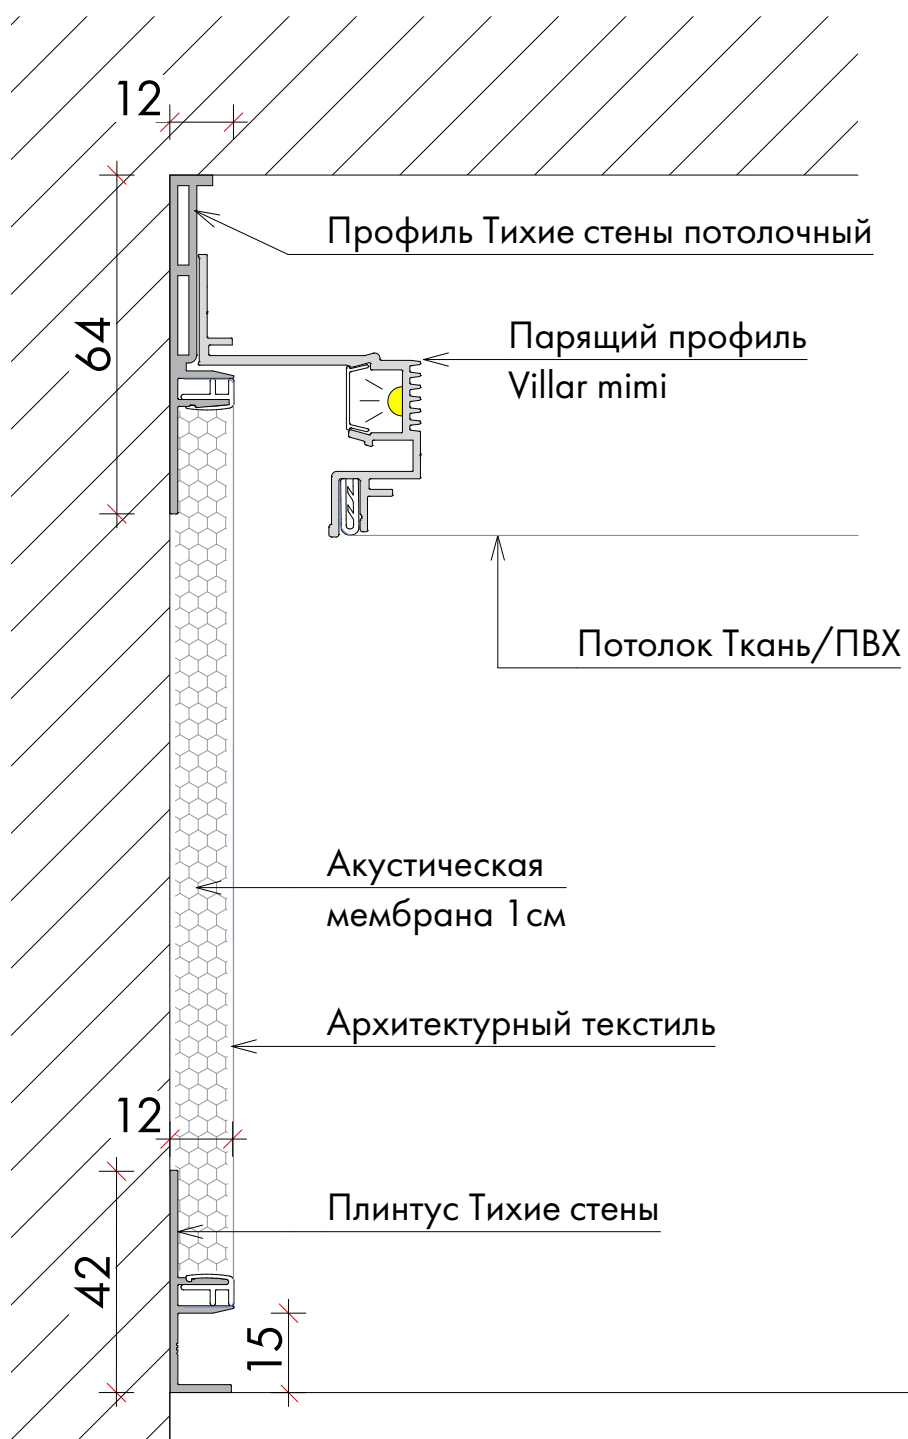 12
Профиль Тихие стены потолочный
64
Парящий профиль
Villar mimi
Потолок Ткань/ПВХ
Акустическая
мембрана 1см
Архитектурный текстиль
12
Плинтус Тихие стены
42
15